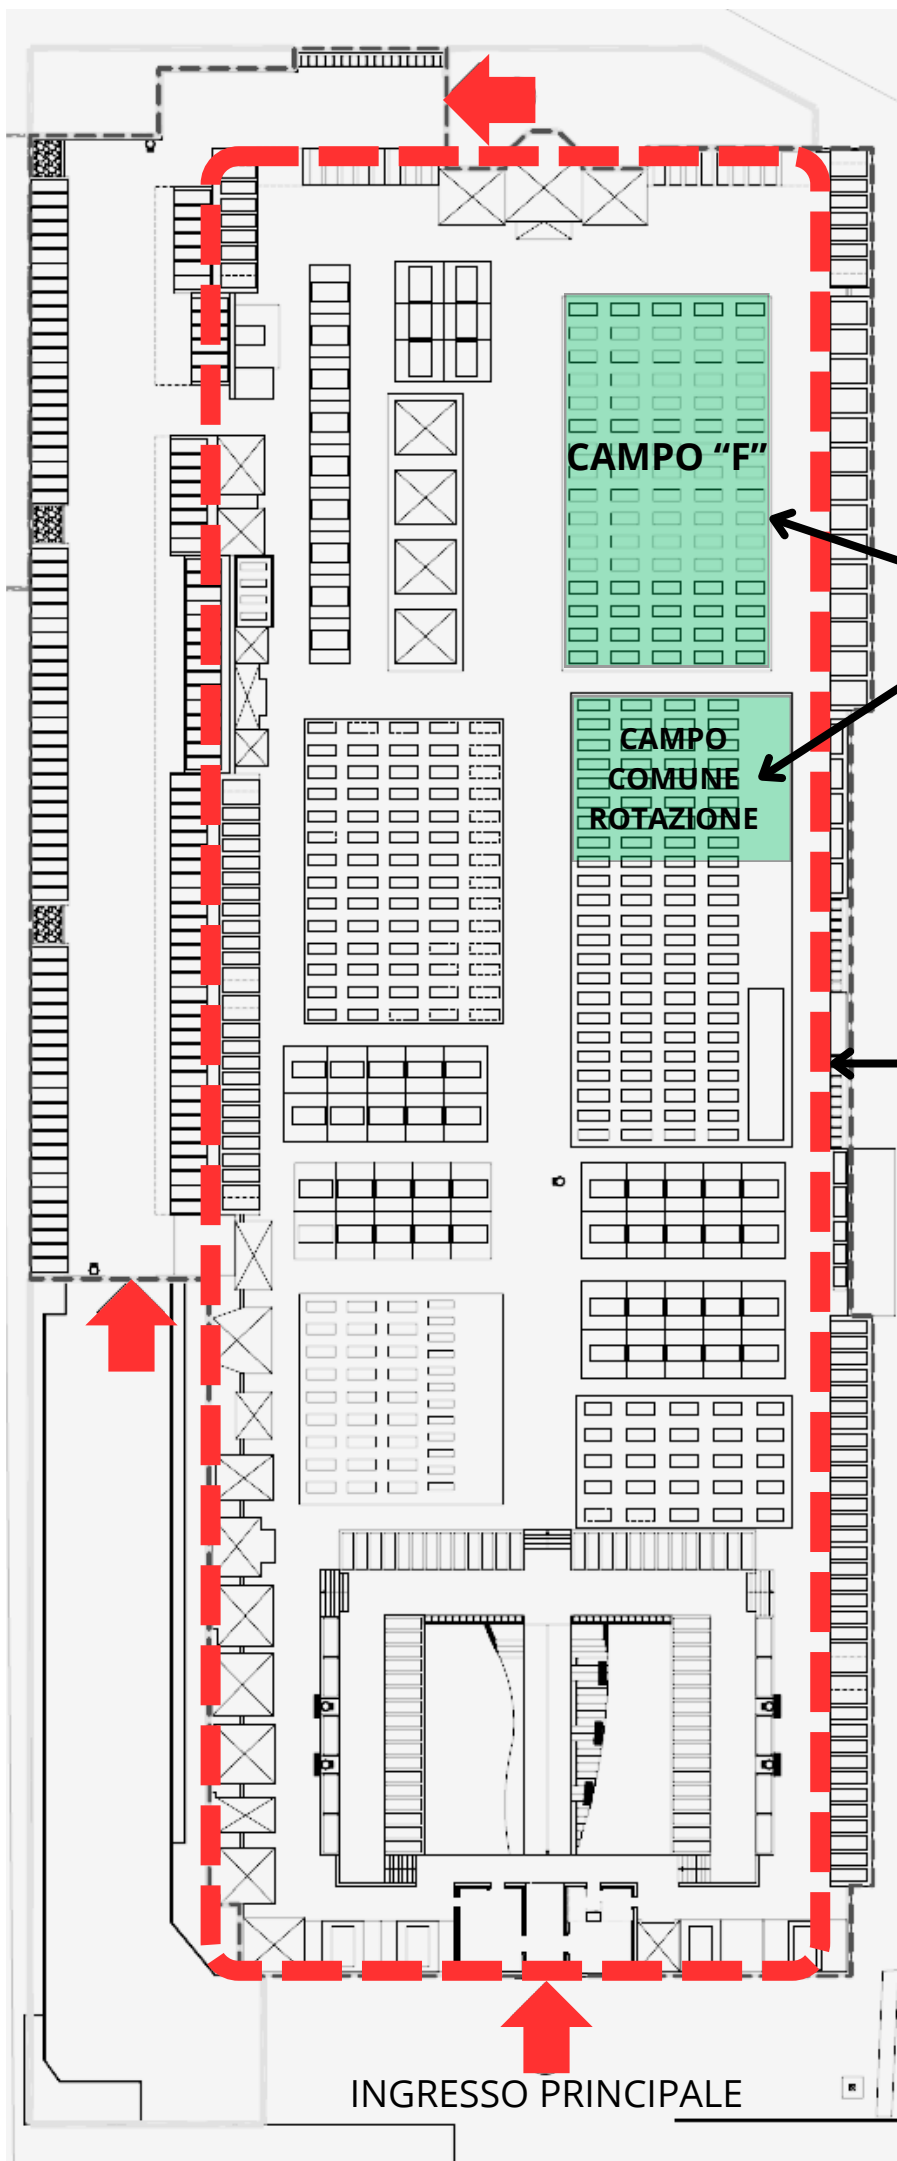 CAMPO “F”
CAMPO
COMUNE
ROTAZIONE
INGRESSO PRINCIPALE